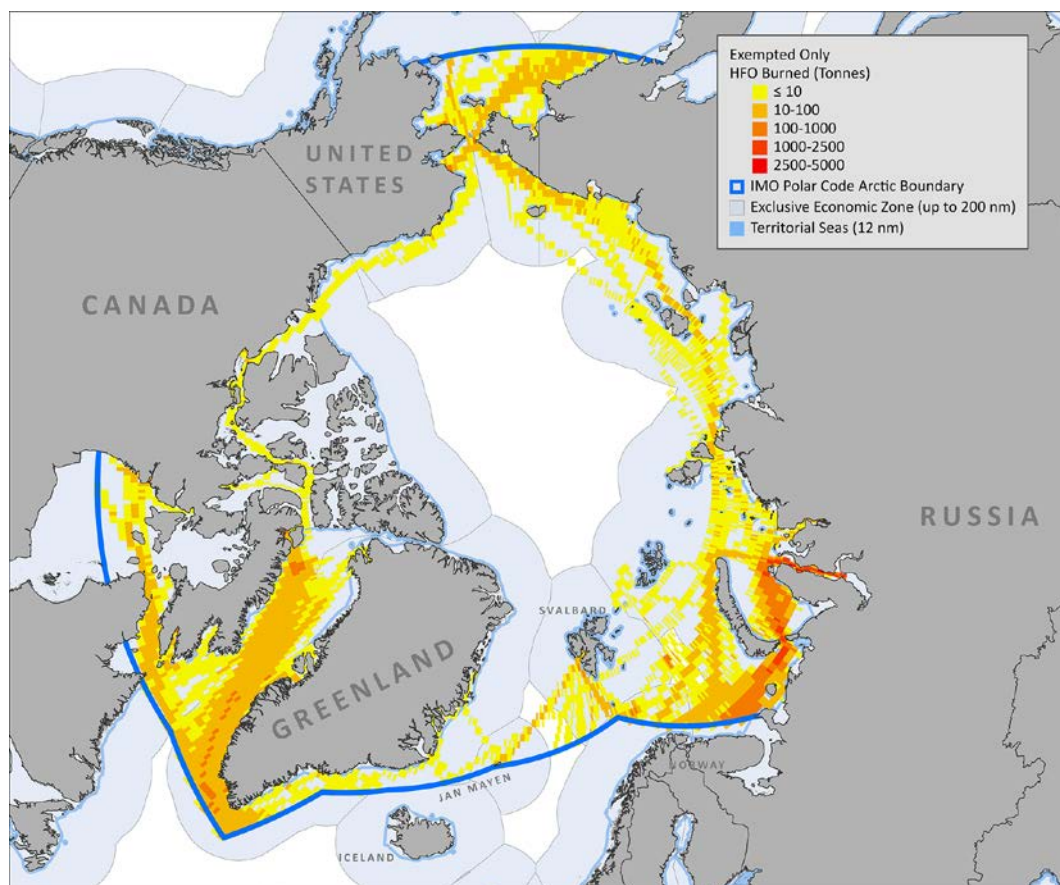 Exempted Only
HFO Burned (Tonnes)
≤ 10
10-100
100-1000
1000-2500
2500-5000
IMO Polar Code Arctic Boundary
Exclusive Economic Zone (up to 200 nm)
Territorial Seas (12 nm)
UNITED
STATES
CANADA
RUSSIA
SVALBARD
GREENLAND
NORWAY
JAN MAYEN
ICELAND